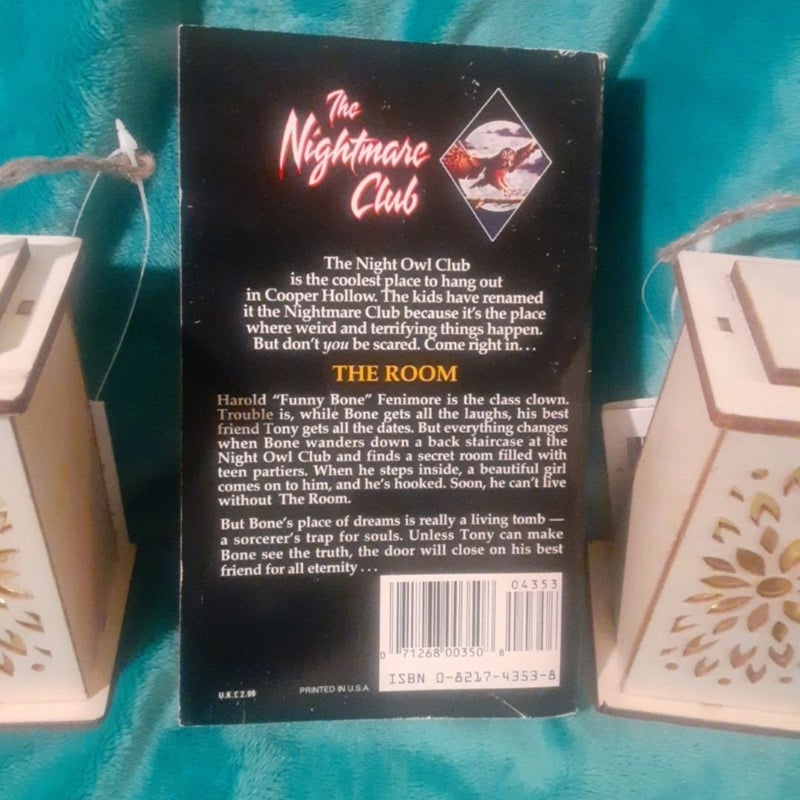 The
Nightmare
Club
The Night Owl Club
is the coolest place to hang out
in Cooper Hollow. The kids have renamed
it the Nightmare Club because it's the place
where weird and terrifying things happen.
But don't you be scared. Come right in...
THE ROOM
Harold "Funny Bone" Fenimore is the class clown.
Trouble is, while Bone gets all the laughs, his best
friend Tony gets all the dates. But everything changes
when Bone wanders down a back staircase at the
Night Owl Club and finds a secret room filled with
teen partiers. When he steps inside, a beautiful girl
comes on to him, and he's hooked. Soon, he can't live
without The Room.
But Bone's place of dreams is really a living tomb —
a sorcerer's trap for souls. Unless Tony can make
Bone see the truth, the door will close on his best
friend for all eternity . . .
04353
0 71268 00350 8
ISBN 0-8217-4353-8
U.K. £2.99
PRINTED IN U.S.A.